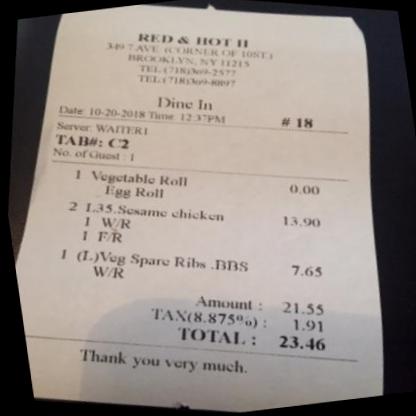 RED & HOT II
349 7 AVE (CORNER OF 10ST.)
BROOKLYN, NY 11215
TEL (718)369-2577
TEL (718)369-8897
Dine In
Date: 10-20-2018 Time: 12:37PM # 18
Server: WAITER1
TAB#: C2
No. of Guest : 1
1 Vegetable Roll 0.00
Egg Roll
2 L35.Sesame chicken 13.90
1 W/R
1 F/R
1 (L)Veg Spare Ribs .BBS 7.65
W/R
Amount : 21.55
TAX(8.875%) : 1.91
TOTAL : 23.46
Thank you very much.